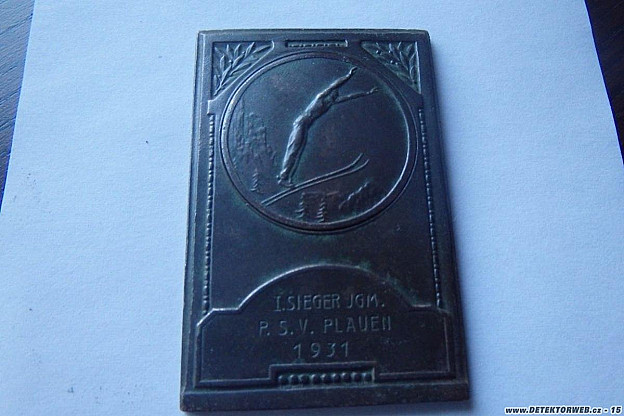 I. SIEGER JGM.
P. S. V. PLAUEN
1931
www.DETEKTORWEB.cz - 15